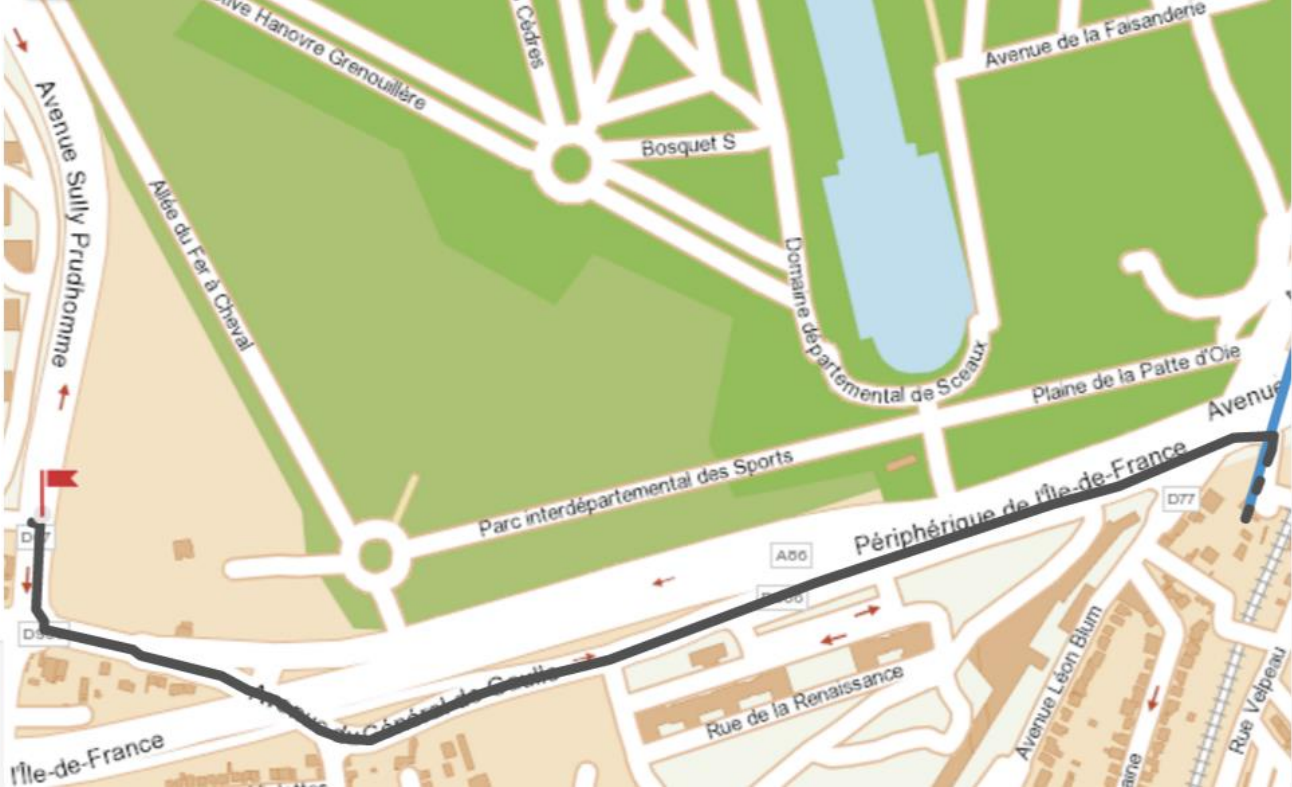 tive Hanovre Grenouillère
Cèdres
Avenue de la Faisanderie
Avenue Sully Prudhomme
Bosquet S
Allée du Fer à Cheval
Domaine départemental de Sceaux
Plaine de la Patte d'Oie
Avenue
Parc interdépartemental des Sports
Périphérique de l'Île-de-France
D77
A86
Avenue du Général de Gaulle
Rue de la Renaissance
Avenue Léon Blum
Rue Velpeau
l'Île-de-France
aine